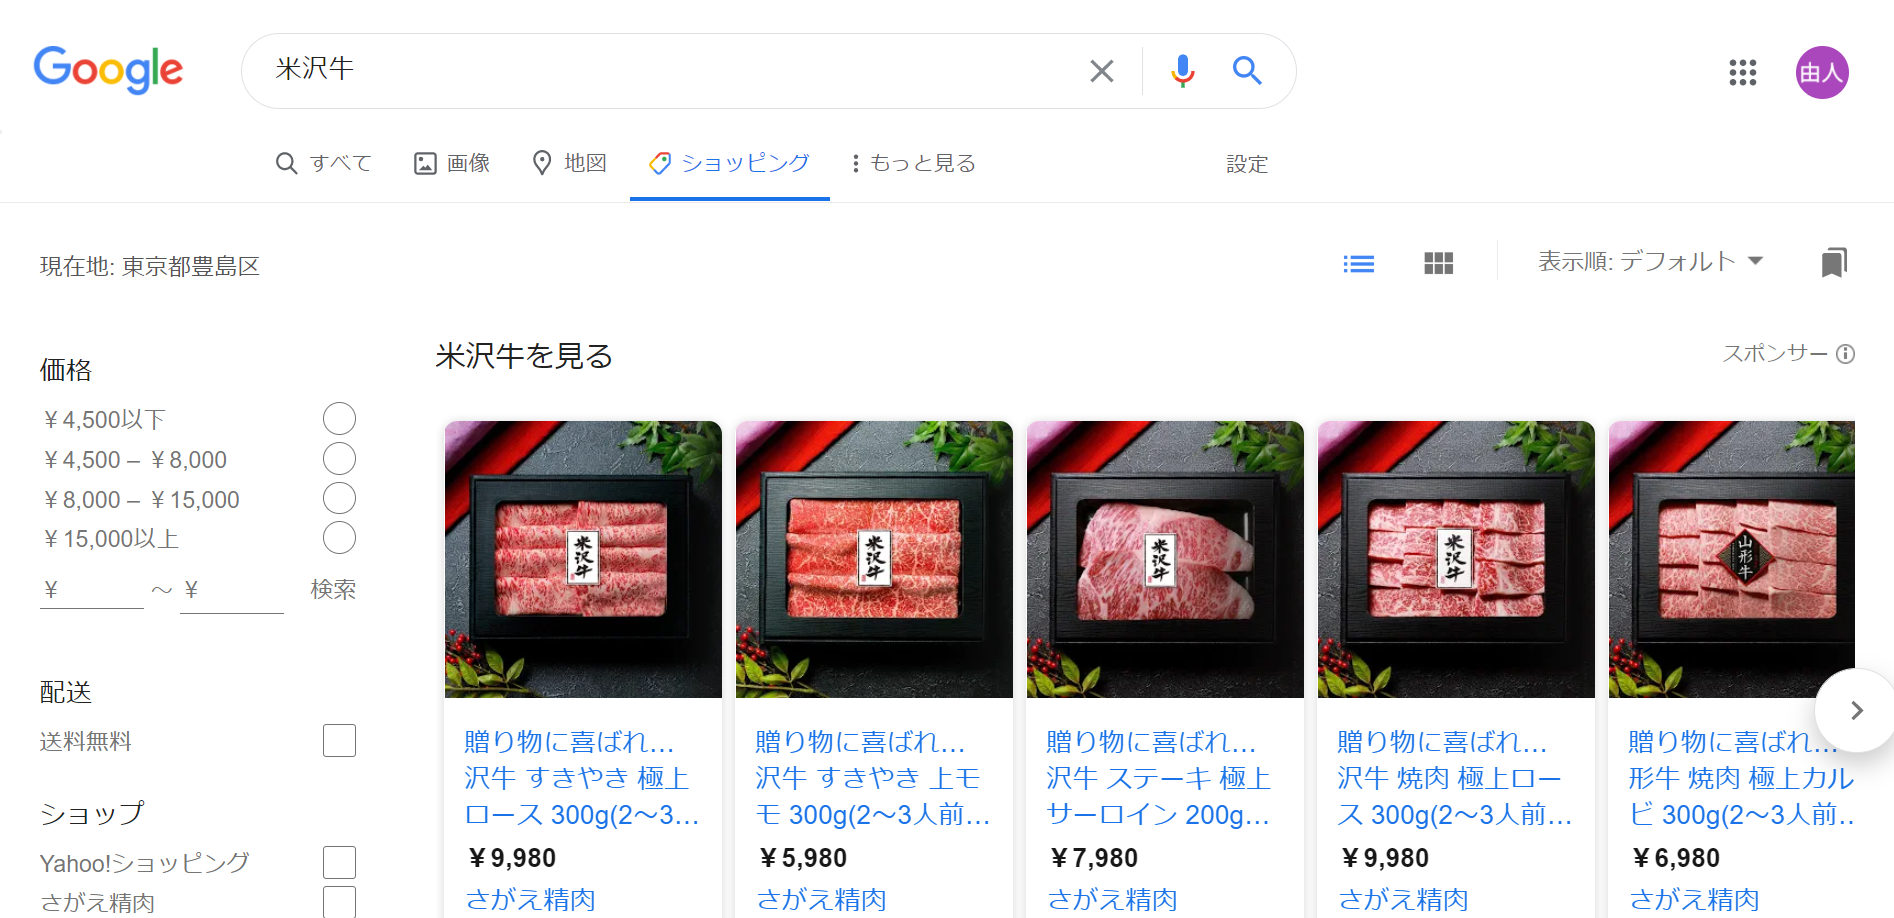 Google
米沢牛
由人
すべて
画像
地図
ショッピング
もっと見る
設定
現在地: 東京都豊島区
表示順: デフォルト
価格
¥4,500以下
¥4,500 – ¥8,000
¥8,000 – ¥15,000
¥15,000以上
¥ ～ ¥ 検索
配送
送料無料
ショップ
Yahoo!ショッピング
さがえ精肉
米沢牛を見る
スポンサー
米沢牛
贈り物に喜ばれ…
沢牛 すきやき 極上
ロース 300g(2～3…
¥9,980
さがえ精肉
米沢牛
贈り物に喜ばれ…
沢牛 すきやき 上モ
モ 300g(2～3人前…
¥5,980
さがえ精肉
米沢牛
贈り物に喜ばれ…
沢牛 ステーキ 極上
サーロイン 200g…
¥7,980
さがえ精肉
米沢牛
贈り物に喜ばれ…
沢牛 焼肉 極上ロー
ス 300g(2～3人前…
¥9,980
さがえ精肉
山形牛
贈り物に喜ばれ…
形牛 焼肉 極上カル
ビ 300g(2～3人前…
¥6,980
さがえ精肉